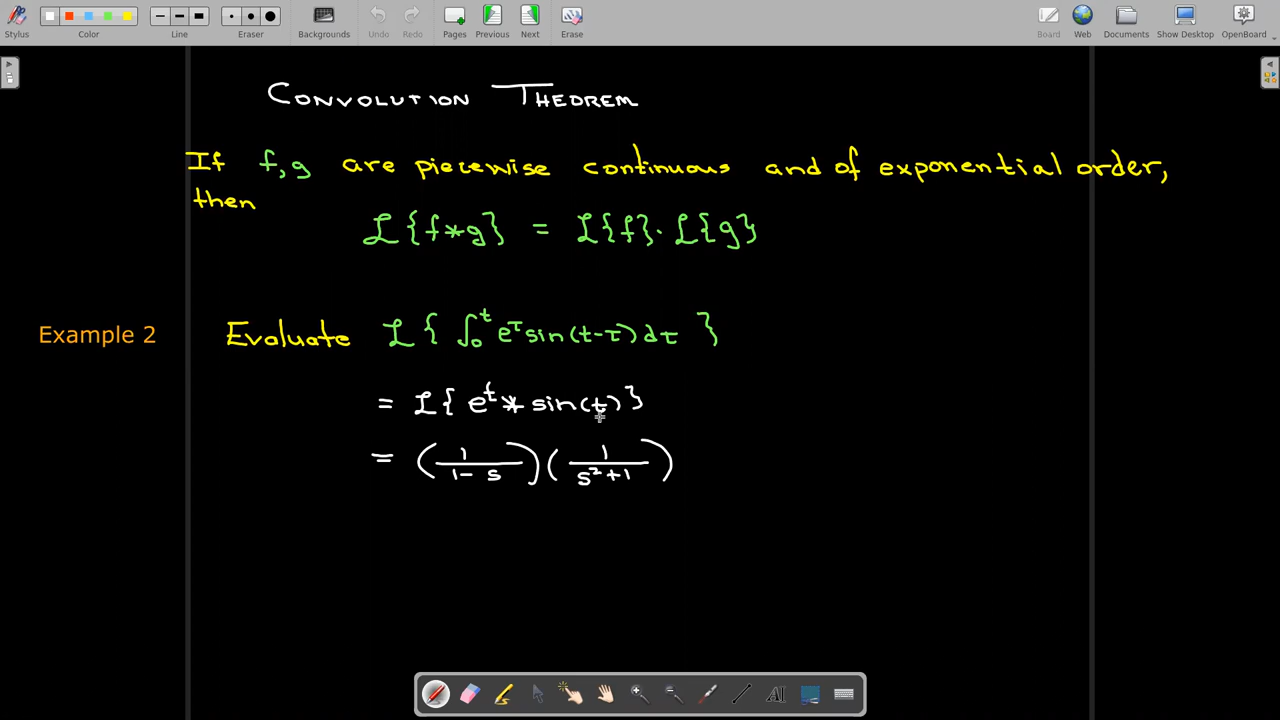 Stylus
Color
Line
Eraser
Backgrounds
Undo
Redo
Pages
Previous
Next
Erase
Board
Web
Documents
Show Desktop
OpenBoard
CONVOLUTION THEOREM
If f,g are piecewise continuous and of exponential order,
then
ℒ{f*g} = ℒ{f}·ℒ{g}
Example 2
Evaluate ℒ{ ∫₀ᵗ e^τ sin(t-τ)dτ }
= ℒ{ e^t * sin(t) }
= (1/(1-s))(1/(s²+1))
AI